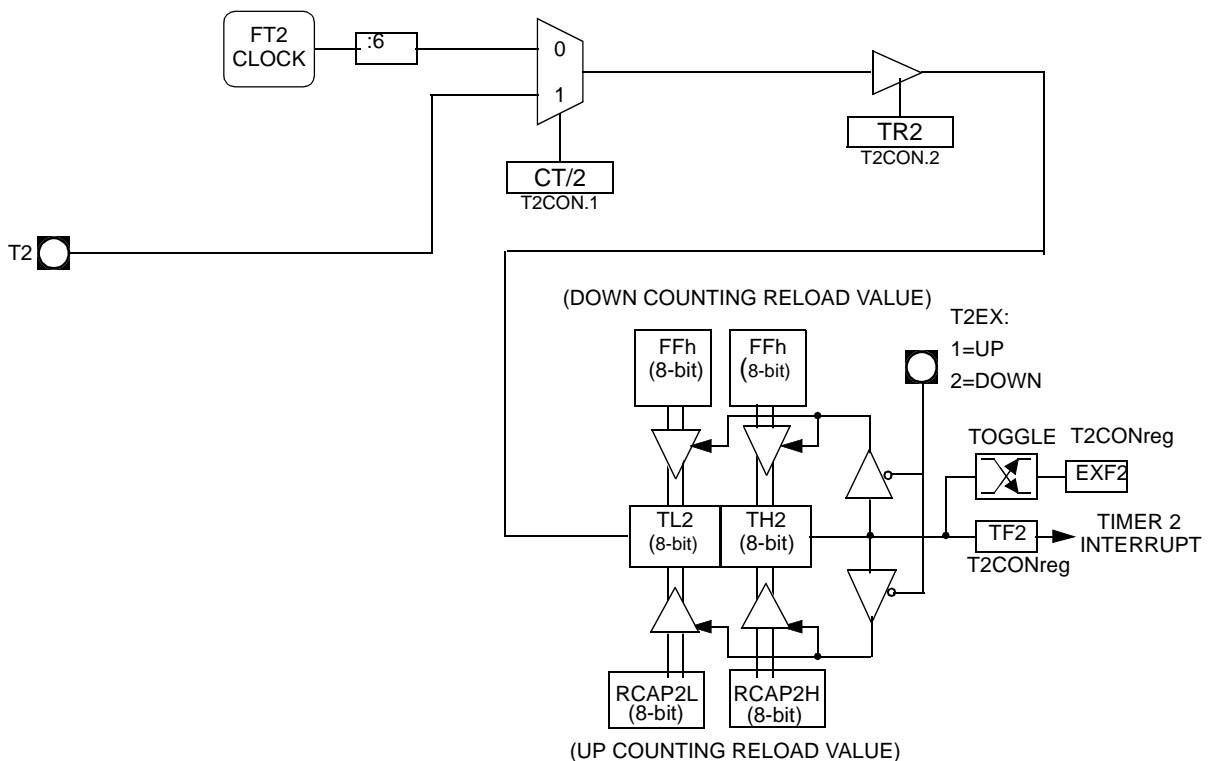 FT2
CLOCK
:6
0
1
TR2
T2CON.2
CT/2
T2CON.1
T2
(DOWN COUNTING RELOAD VALUE)
T2EX:
1=UP
2=DOWN
FFh
(8-bit)
FFh
(8-bit)
TOGGLE
T2CONreg
EXF2
TL2
(8-bit)
TH2
(8-bit)
TF2
TIMER 2
INTERRUPT
T2CONreg
RCAP2L
(8-bit)
RCAP2H
(8-bit)
(UP COUNTING RELOAD VALUE)